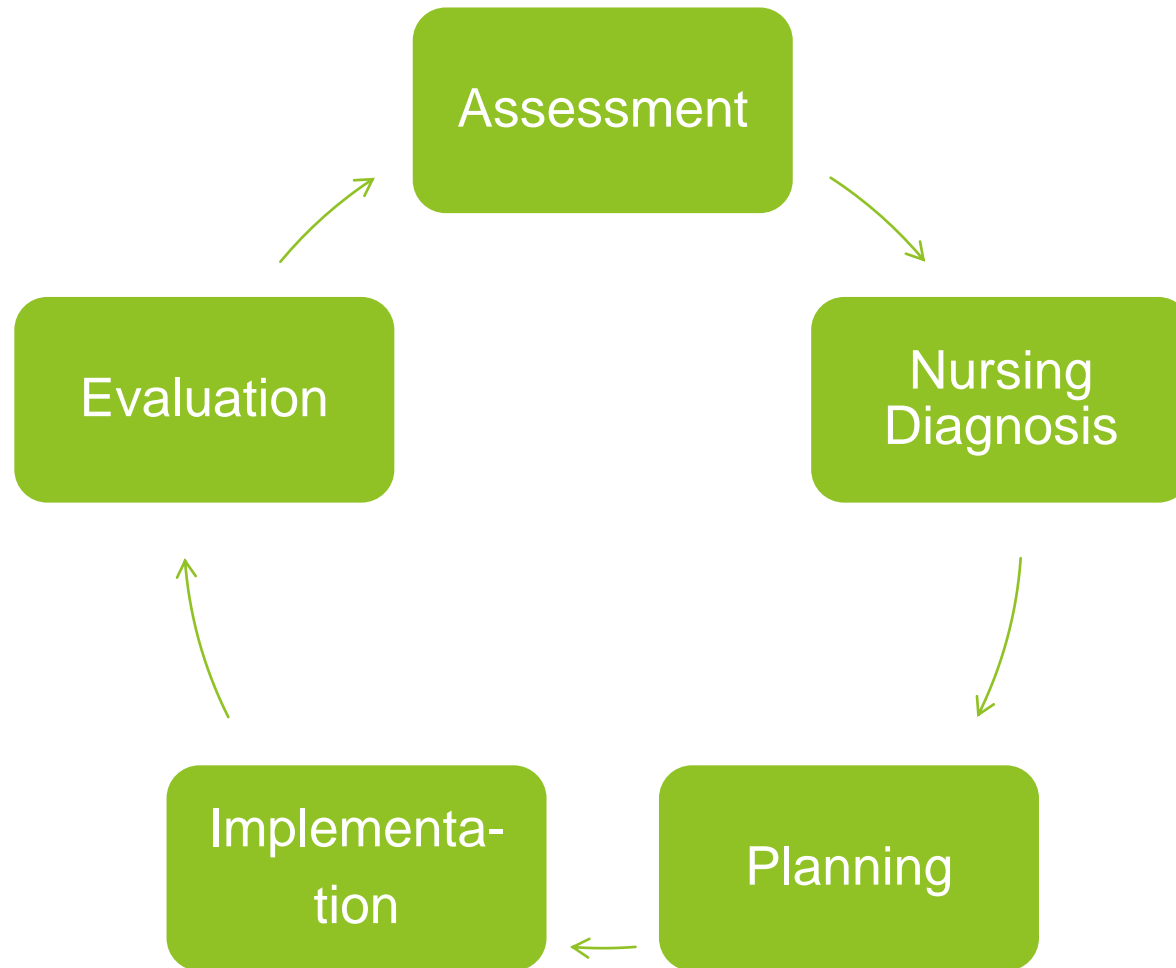 Assessment
Nursing
Diagnosis
Planning
Implementa-
tion
Evaluation